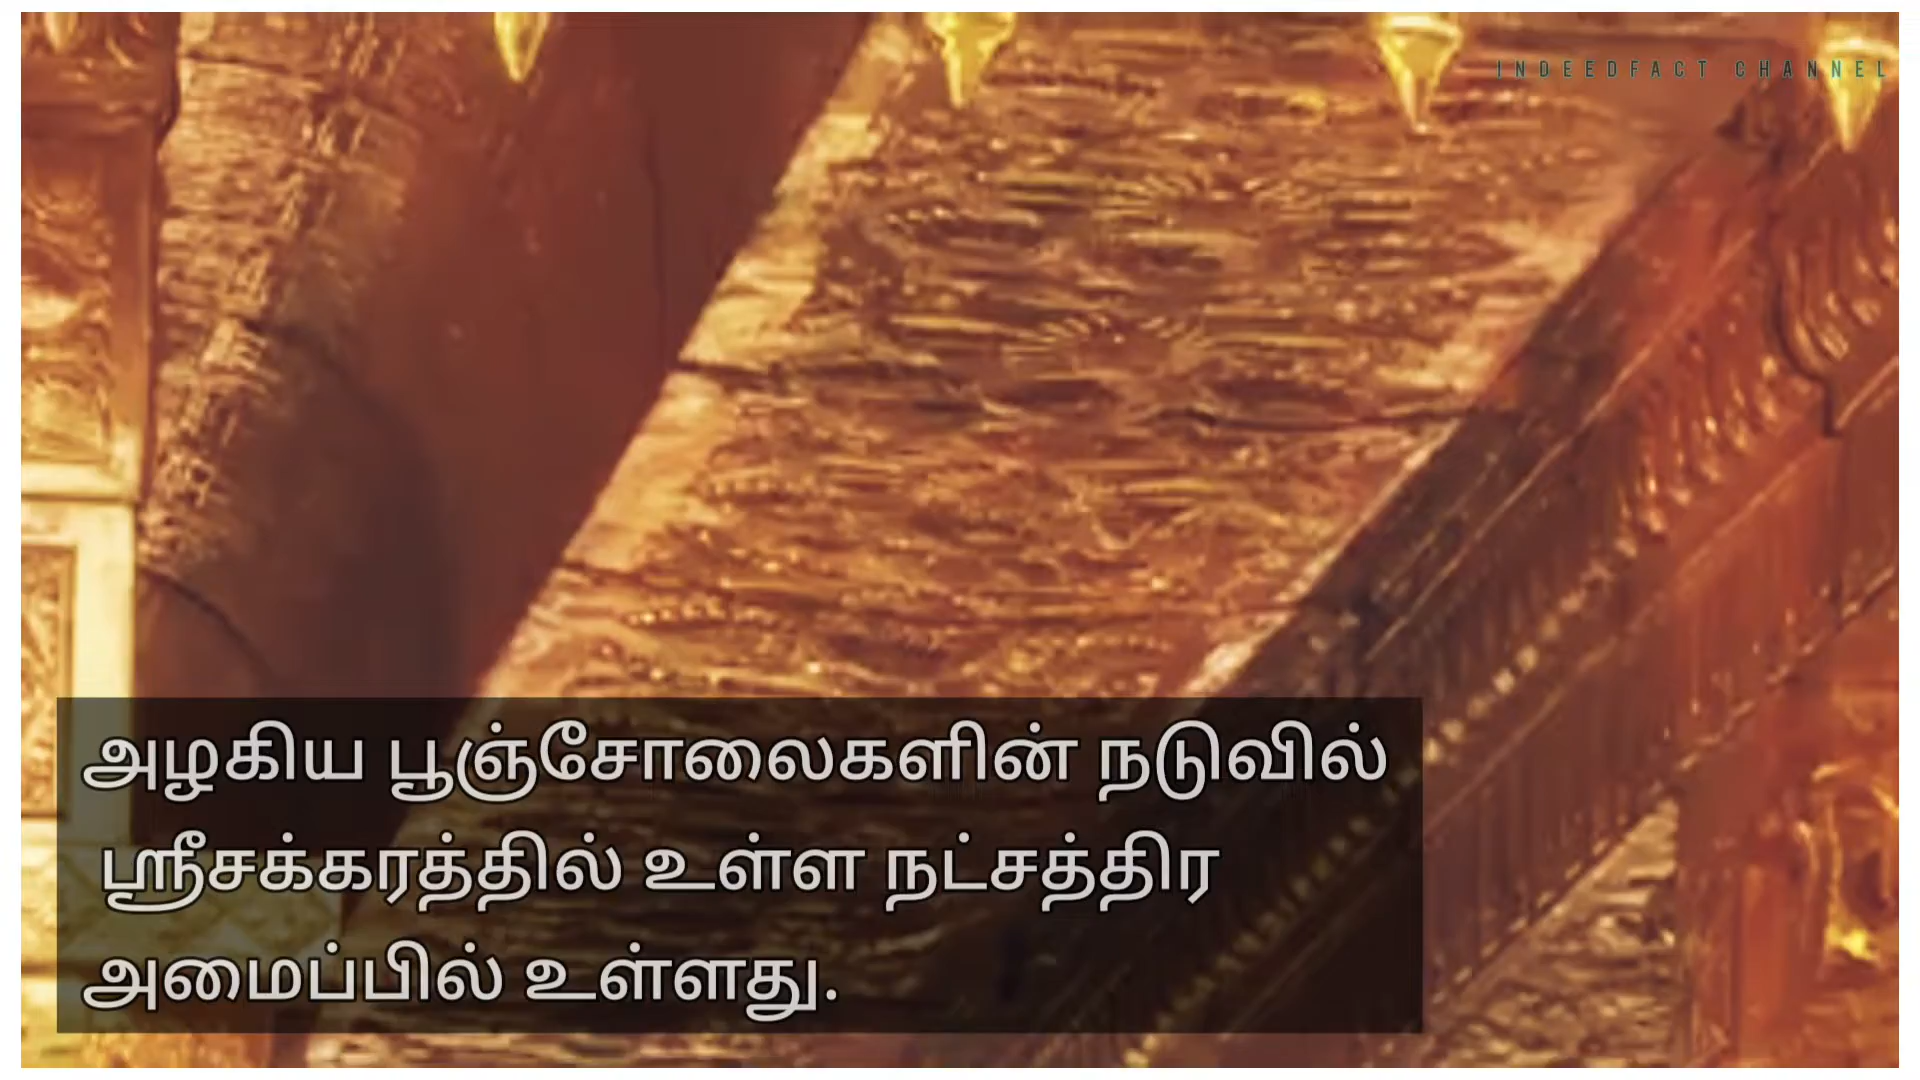 INDEEDFACT CHANNEL
அழகிய பூஞ்சோலைகளின் நடுவில்
ஸ்ரீசக்கரத்தில் உள்ள நட்சத்திர
அமைப்பில் உள்ளது.